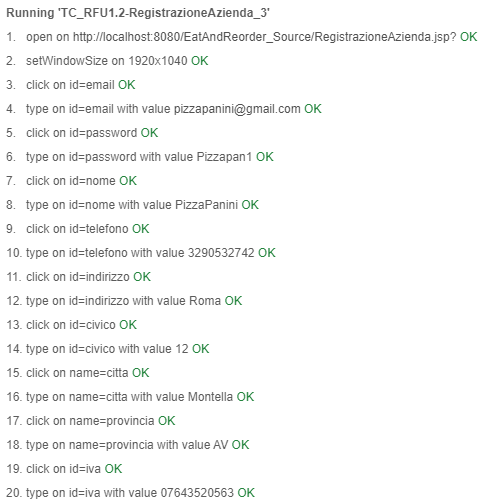 Running 'TC_RFU1.2-RegistrazioneAzienda_3'
1. open on http://localhost:8080/EatAndReorder_Source/RegistrazioneAzienda.jsp? OK
2. setWindowSize on 1920x1040 OK
3. click on id=email OK
4. type on id=email with value pizzapanini@gmail.com OK
5. click on id=password OK
6. type on id=password with value Pizzapan1 OK
7. click on id=nome OK
8. type on id=nome with value PizzaPanini OK
9. click on id=telefono OK
10. type on id=telefono with value 3290532742 OK
11. click on id=indirizzo OK
12. type on id=indirizzo with value Roma OK
13. click on id=civico OK
14. type on id=civico with value 12 OK
15. click on name=citta OK
16. type on name=citta with value Montella OK
17. click on name=provincia OK
18. type on name=provincia with value AV OK
19. click on id=iva OK
20. type on id=iva with value 07643520563 OK